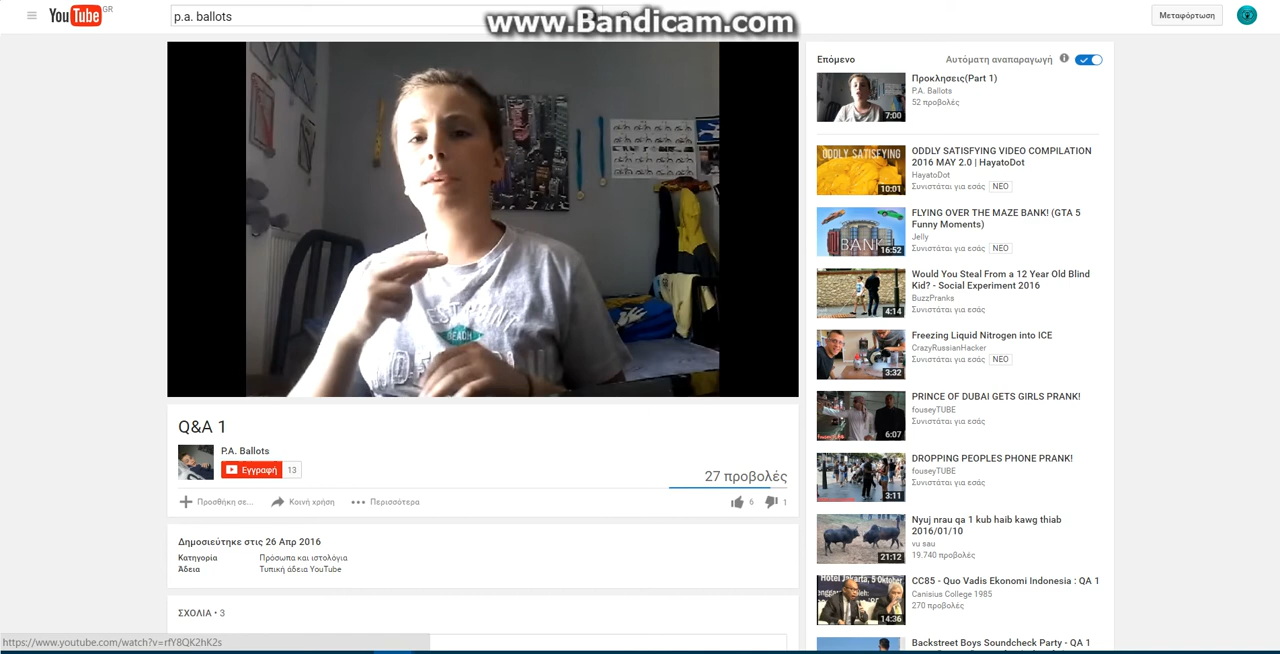 YouTube GR
p.a. ballots
www.Bandicam.com
Μεταφόρτωση
BEACH
Q&A 1
P.A. Ballots
Εγγραφή 13
27 προβολές
Προσθήκη σε... Κοινή χρήση Περισσότερα
6 1
Δημοσιεύτηκε στις 26 Απρ 2016
Κατηγορία Πρόσωπα και ιστολόγια
Άδεια Τυπική άδεια YouTube
ΣΧΟΛΙΑ • 3
https://www.youtube.com/watch?v=rfY8QK2hK2s
Επόμενο Αυτόματη αναπαραγωγή
Προκλησεις(Part 1)
P.A. Ballots
52 προβολές
7:00
ODDLY SATISFYING
ODDLY SATISFYING VIDEO COMPILATION
2016 MAY 2.0 | HayatoDot
HayatoDot
Συνιστάται για εσάς ΝΕΟ
10:01
FLYING OVER THE MAZE BANK! (GTA 5
Funny Moments)
Jelly
Συνιστάται για εσάς ΝΕΟ
BANK
16:52
Would You Steal From a 12 Year Old Blind
Kid? - Social Experiment 2016
BuzzPranks
Συνιστάται για εσάς
4:14
Freezing Liquid Nitrogen into ICE
CrazyRussianHacker
Συνιστάται για εσάς ΝΕΟ
3:32
PRINCE OF DUBAI GETS GIRLS PRANK!
fouseyTUBE
Συνιστάται για εσάς
6:07
DROPPING PEOPLES PHONE PRANK!
fouseyTUBE
Συνιστάται για εσάς
3:11
Nyuj nrau qa 1 kub haib kawg thiab
2016/01/10
vu sau
19.740 προβολές
21:12
Hotel Jakarta, 5 Oktober
CC85 - Quo Vadis Ekonomi Indonesia : QA 1
Canisius College 1985
270 προβολές
14:36
Backstreet Boys Soundcheck Party - QA 1